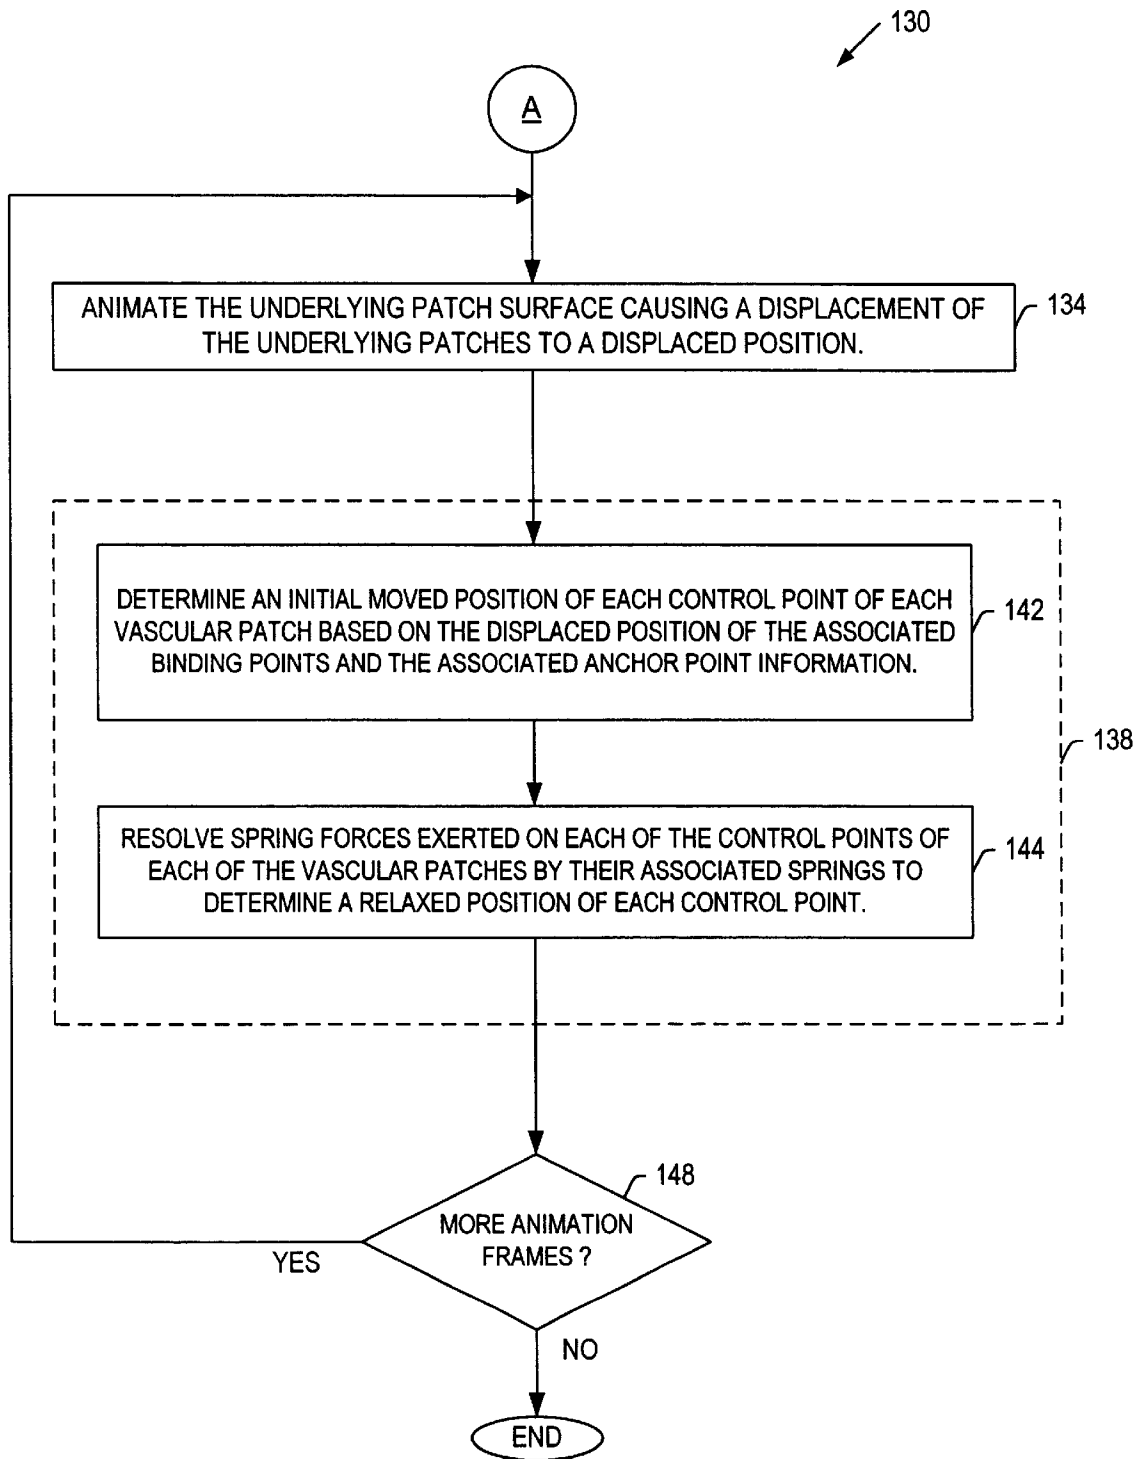 130
A
ANIMATE THE UNDERLYING PATCH SURFACE CAUSING A DISPLACEMENT OF
THE UNDERLYING PATCHES TO A DISPLACED POSITION.
134
DETERMINE AN INITIAL MOVED POSITION OF EACH CONTROL POINT OF EACH
VASCULAR PATCH BASED ON THE DISPLACED POSITION OF THE ASSOCIATED
BINDING POINTS AND THE ASSOCIATED ANCHOR POINT INFORMATION.
142
138
RESOLVE SPRING FORCES EXERTED ON EACH OF THE CONTROL POINTS OF
EACH OF THE VASCULAR PATCHES BY THEIR ASSOCIATED SPRINGS TO
DETERMINE A RELAXED POSITION OF EACH CONTROL POINT.
144
148
MORE ANIMATION
FRAMES ?
YES
NO
END